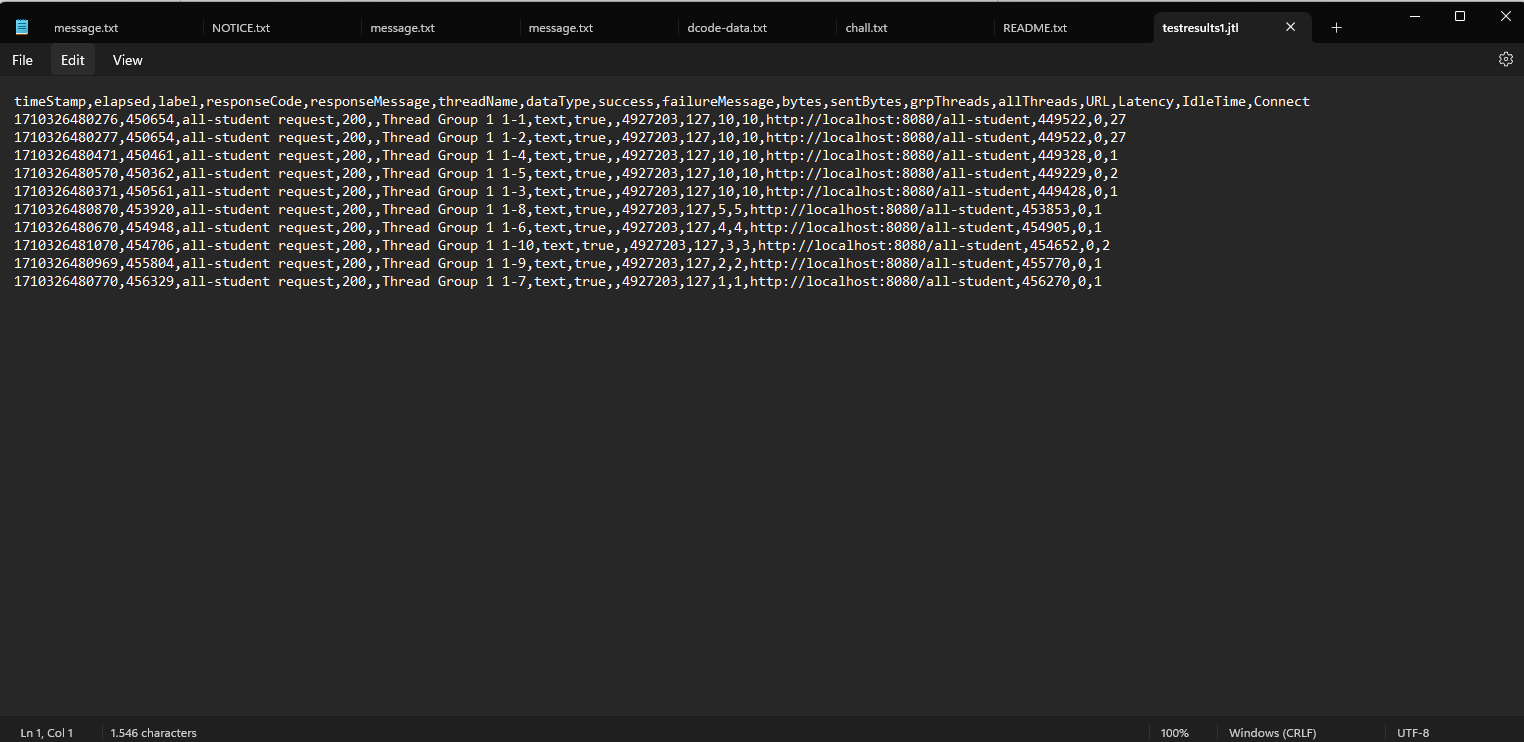 message.txt NOTICE.txt message.txt message.txt dcode-data.txt chall.txt README.txt testresults1.jtl
File Edit View
timeStamp,elapsed,label,responseCode,responseMessage,threadName,dataType,success,failureMessage,bytes,sentBytes,grpThreads,allThreads,URL,Latency,IdleTime,Connect
1710326480276,450654,all-student request,200,,Thread Group 1 1-1,text,true,,4927203,127,10,10,http://localhost:8080/all-student,449522,0,27
1710326480277,450654,all-student request,200,,Thread Group 1 1-2,text,true,,4927203,127,10,10,http://localhost:8080/all-student,449522,0,27
1710326480471,450461,all-student request,200,,Thread Group 1 1-4,text,true,,4927203,127,10,10,http://localhost:8080/all-student,449328,0,1
1710326480570,450362,all-student request,200,,Thread Group 1 1-5,text,true,,4927203,127,10,10,http://localhost:8080/all-student,449229,0,2
1710326480371,450561,all-student request,200,,Thread Group 1 1-3,text,true,,4927203,127,10,10,http://localhost:8080/all-student,449428,0,1
1710326480870,453920,all-student request,200,,Thread Group 1 1-8,text,true,,4927203,127,5,5,http://localhost:8080/all-student,453853,0,1
1710326480670,454948,all-student request,200,,Thread Group 1 1-6,text,true,,4927203,127,4,4,http://localhost:8080/all-student,454905,0,1
1710326481070,454706,all-student request,200,,Thread Group 1 1-10,text,true,,4927203,127,3,3,http://localhost:8080/all-student,454652,0,2
1710326480969,455804,all-student request,200,,Thread Group 1 1-9,text,true,,4927203,127,2,2,http://localhost:8080/all-student,455770,0,1
1710326480770,456329,all-student request,200,,Thread Group 1 1-7,text,true,,4927203,127,1,1,http://localhost:8080/all-student,456270,0,1
Ln 1, Col 1 1.546 characters 100% Windows (CRLF) UTF-8